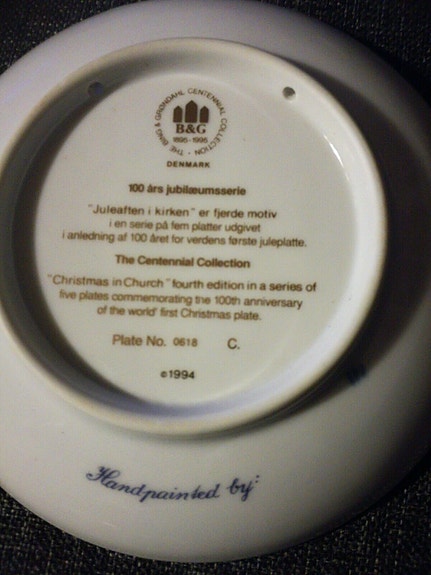 THE BING & GRØNDAHL CENTENNIAL COLLECTION
B&G
1895-1995
DENMARK
100 års jubilæumsserie
"Juleaften i kirken" er fjerde motiv
i en serie på fem platter udgivet
i anledning af 100 året for verdens første juleplatte.
The Centennial Collection
"Christmas in Church" fourth edition in a series of
five plates commemorating the 100th anniversary
of the world' first Christmas plate.
Plate No. 0618 C.
©1994
Handpainted by: